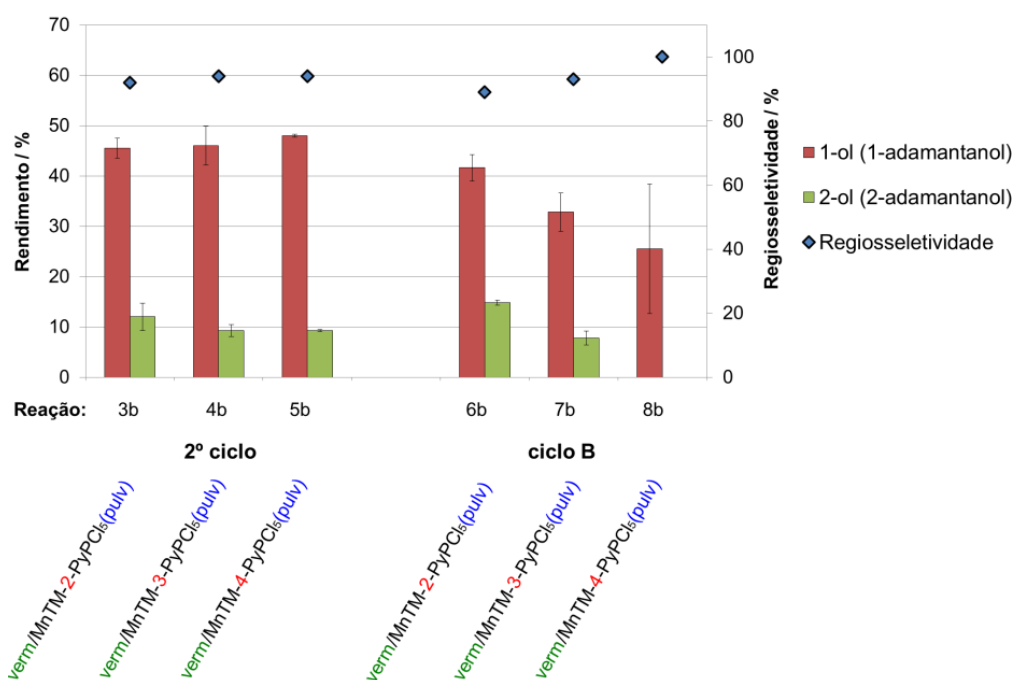 70
60
50
40
30
20
10
0
Rendimento / %
100
80
60
40
20
0
Regiosseletividade / %
1-ol (1-adamantanol)
2-ol (2-adamantanol)
Regiosseletividade
Reação: 3b 4b 5b 6b 7b 8b
2º ciclo ciclo B
verm/MnTM-2-PyPCl₅(pulv)
verm/MnTM-3-PyPCl₅(pulv)
verm/MnTM-4-PyPCl₅(pulv)
verm/MnTM-2-PyPCl₅(pulv)
verm/MnTM-3-PyPCl₅(pulv)
verm/MnTM-4-PyPCl₅(pulv)